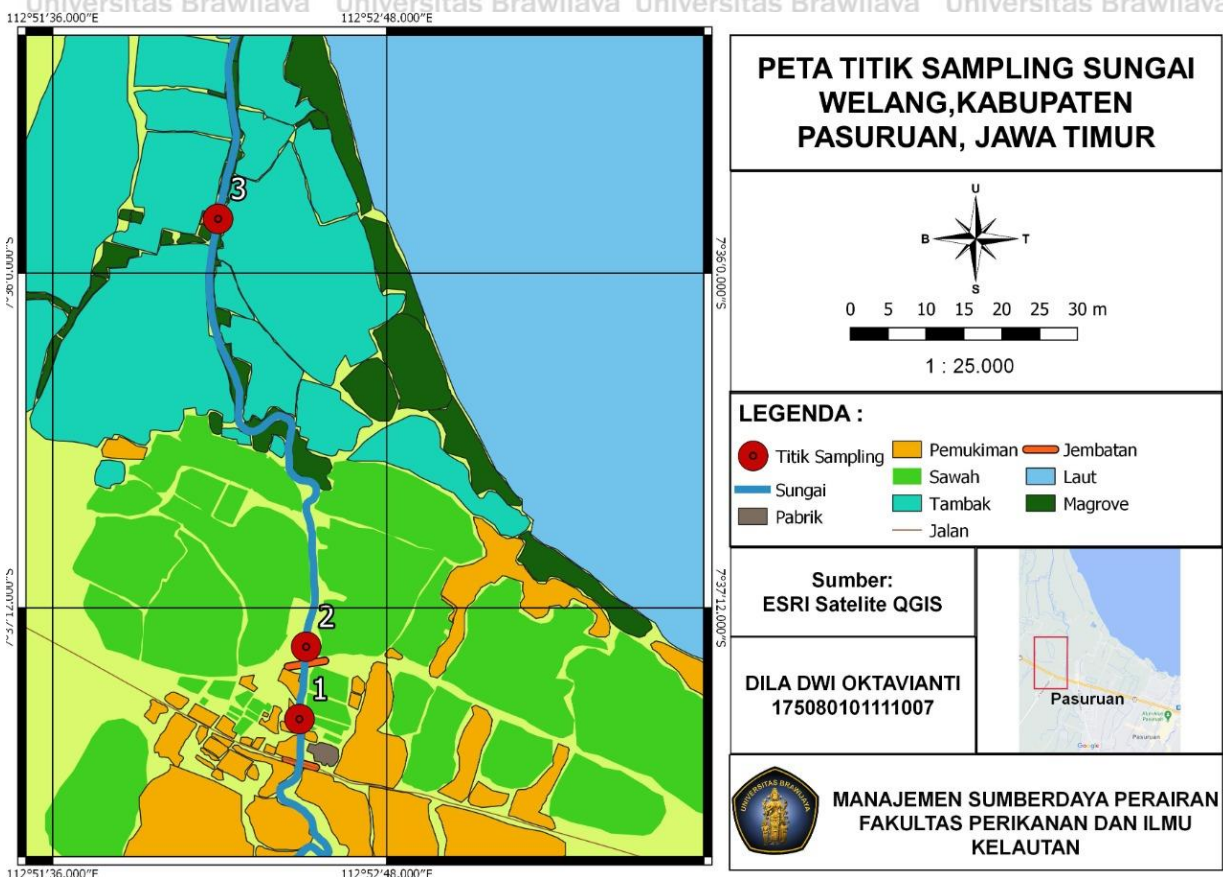 Universitas Brawijaya Universitas Brawijaya Universitas Brawijaya Universitas Brawijaya
112°51'36.000"E 112°52'48.000"E
7°36'0.000"S 7°36'0.000"S
7°37'12.000"S 7°37'12.000"S
3
2
1
112°51'36.000"E 112°52'48.000"E
PETA TITIK SAMPLING SUNGAI
WELANG,KABUPATEN
PASURUAN, JAWA TIMUR
U
B T
S
0 5 10 15 20 25 30 m
1 : 25.000
LEGENDA :
Titik Sampling
Sungai
Pabrik
Pemukiman
Sawah
Tambak
Jalan
Jembatan
Laut
Magrove
Sumber:
ESRI Satelite QGIS
DILA DWI OKTAVIANTI
175080101111007
Pasuruan
Pasuruan
Google
UNIVERSITAS BRAWIJAYA
MANAJEMEN SUMBERDAYA PERAIRAN
FAKULTAS PERIKANAN DAN ILMU
KELAUTAN